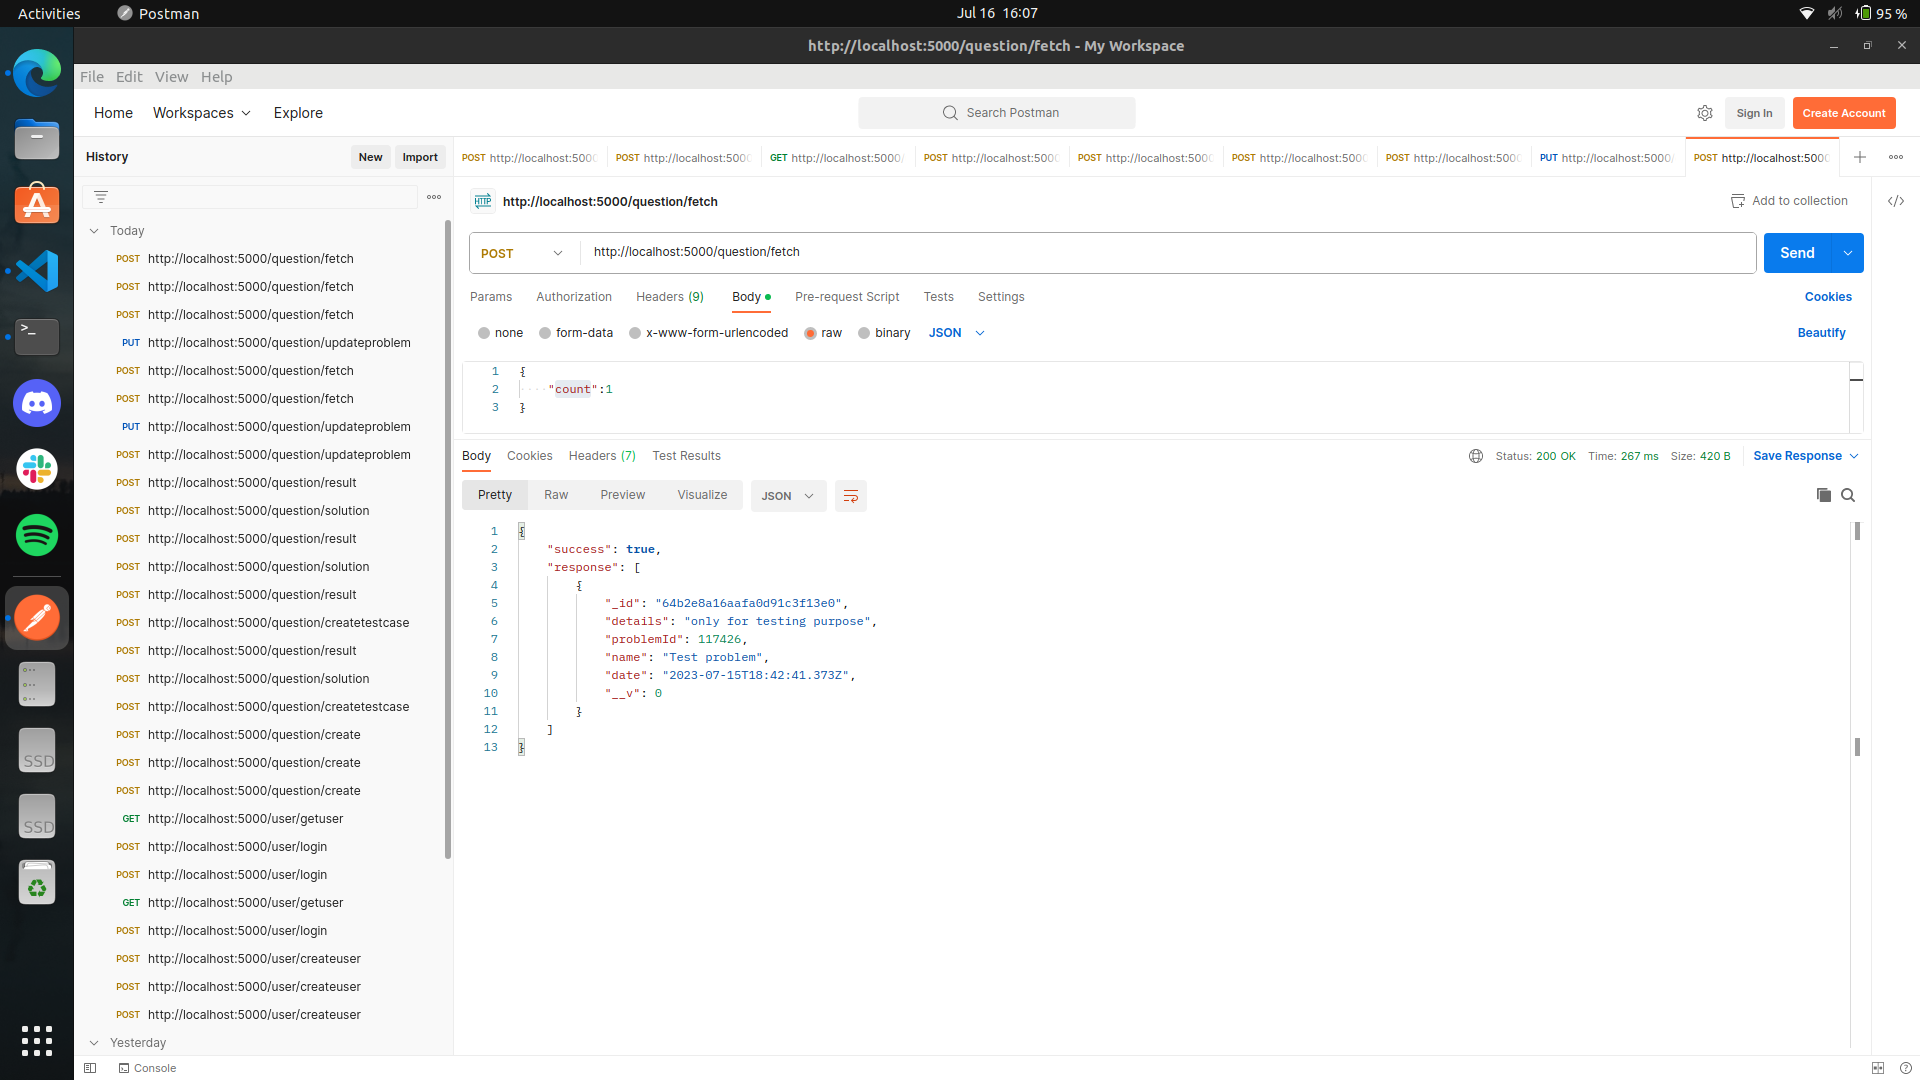 Activities
Postman
Jul 16 16:07
95 %
http://localhost:5000/question/fetch - My Workspace
File Edit View Help
Home Workspaces Explore
Search Postman
Sign In
Create Account
History
New
Import
POST http://localhost:5000
POST http://localhost:5000
GET http://localhost:5000/
POST http://localhost:5000
POST http://localhost:5000
POST http://localhost:5000
POST http://localhost:5000
PUT http://localhost:5000/
POST http://localhost:5000
Today
POST http://localhost:5000/question/fetch
POST http://localhost:5000/question/fetch
POST http://localhost:5000/question/fetch
PUT http://localhost:5000/question/updateproblem
POST http://localhost:5000/question/fetch
POST http://localhost:5000/question/fetch
PUT http://localhost:5000/question/updateproblem
POST http://localhost:5000/question/updateproblem
POST http://localhost:5000/question/result
POST http://localhost:5000/question/solution
POST http://localhost:5000/question/result
POST http://localhost:5000/question/solution
POST http://localhost:5000/question/result
POST http://localhost:5000/question/createtestcase
POST http://localhost:5000/question/result
POST http://localhost:5000/question/solution
POST http://localhost:5000/question/createtestcase
POST http://localhost:5000/question/create
POST http://localhost:5000/question/create
POST http://localhost:5000/question/create
GET http://localhost:5000/user/getuser
POST http://localhost:5000/user/login
POST http://localhost:5000/user/login
GET http://localhost:5000/user/getuser
POST http://localhost:5000/user/login
POST http://localhost:5000/user/createuser
POST http://localhost:5000/user/createuser
POST http://localhost:5000/user/createuser
Yesterday
HTTP http://localhost:5000/question/fetch
Add to collection
</>
POST http://localhost:5000/question/fetch
Send
Params Authorization Headers (9) Body Pre-request Script Tests Settings
Cookies
none form-data x-www-form-urlencoded raw binary JSON
Beautify
1 {
2 "count":1
3 }
Body Cookies Headers (7) Test Results
Status: 200 OK Time: 267 ms Size: 420 B
Save Response
Pretty Raw Preview Visualize JSON
1 {
2 "success": true,
3 "response": [
4 {
5 "_id": "64b2e8a16aafa0d91c3f13e0",
6 "details": "only for testing purpose",
7 "problemId": 117426,
8 "name": "Test problem",
9 "date": "2023-07-15T18:42:41.373Z",
10 "__v": 0
11 }
12 ]
13 }
SSD
SSD
Console